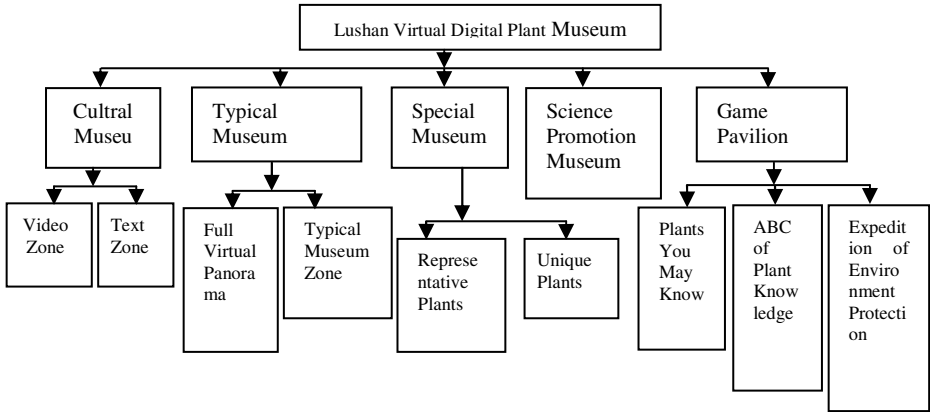 Lushan Virtual Digital Plant Museum
Cultral
Museu
Typical
Museum
Special
Museum
Science
Promotion
Museum
Game
Pavilion
Video
Zone
Text
Zone
Full
Virtual
Panora
ma
Typical
Museum
Zone
Represe
ntative
Plants
Unique
Plants
Plants
You
May
Know
ABC
of
Plant
Know
ledge
Expedit
ion of
Enviro
nment
Protecti
on